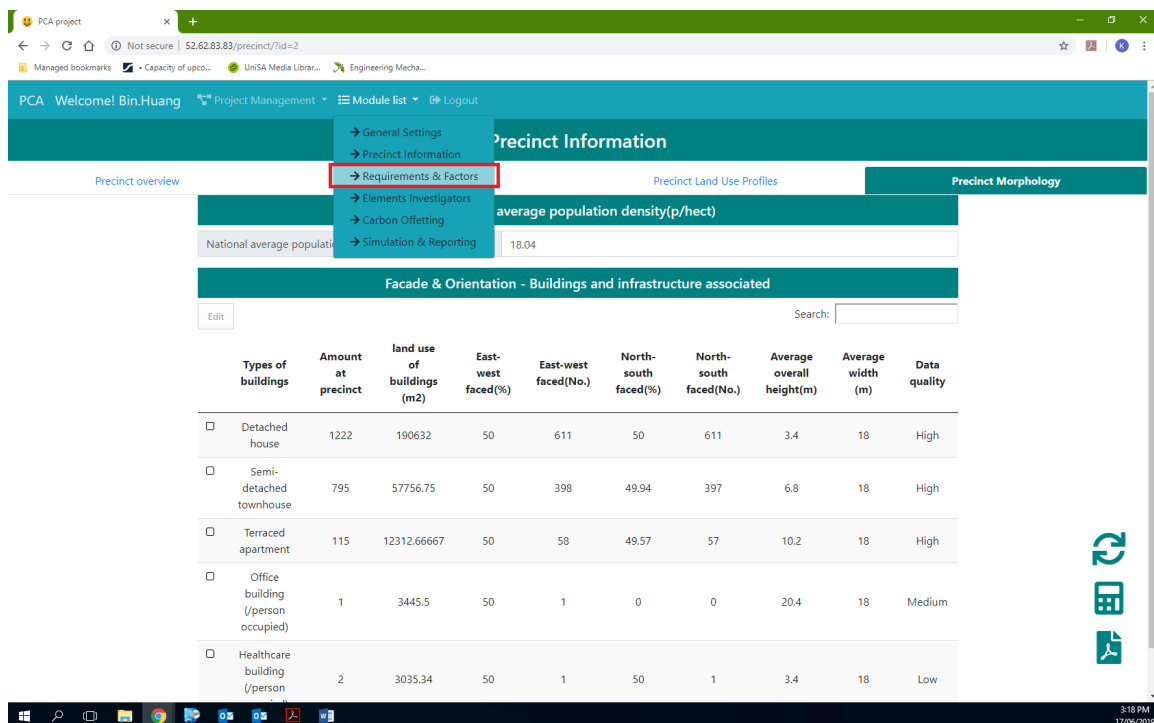 PCA project
Not secure | 52.62.83.83/precinct/?id=2
Managed bookmarks • Capacity of upco... UniSA Media Librar... Engineering Mecha...
PCA Welcome! Bin.Huang Project Management Module list Logout
General Settings
Precinct Information
Requirements & Factors
Elements Investigators
Carbon Offetting
Simulation & Reporting
Precinct Information
Precinct overview Precinct Land Use Profiles Precinct Morphology
average population density(p/hect)
National average populati 18.04
Facade & Orientation - Buildings and infrastructure associated
Edit Search:
Types of buildings Amount at precinct land use of buildings (m2) East-west faced(%) East-west faced(No.) North-south faced(%) North-south faced(No.) Average overall height(m) Average width (m) Data quality
Detached house 1222 190632 50 611 50 611 3.4 18 High
Semi-detached townhouse 795 57756.75 50 398 49.94 397 6.8 18 High
Terraced apartment 115 12312.66667 50 58 49.57 57 10.2 18 High
Office building (/person occupied) 1 3445.5 50 1 0 0 20.4 18 Medium
Healthcare building (/person 2 3035.34 50 1 50 1 3.4 18 Low
3:18 PM
17/06/2019